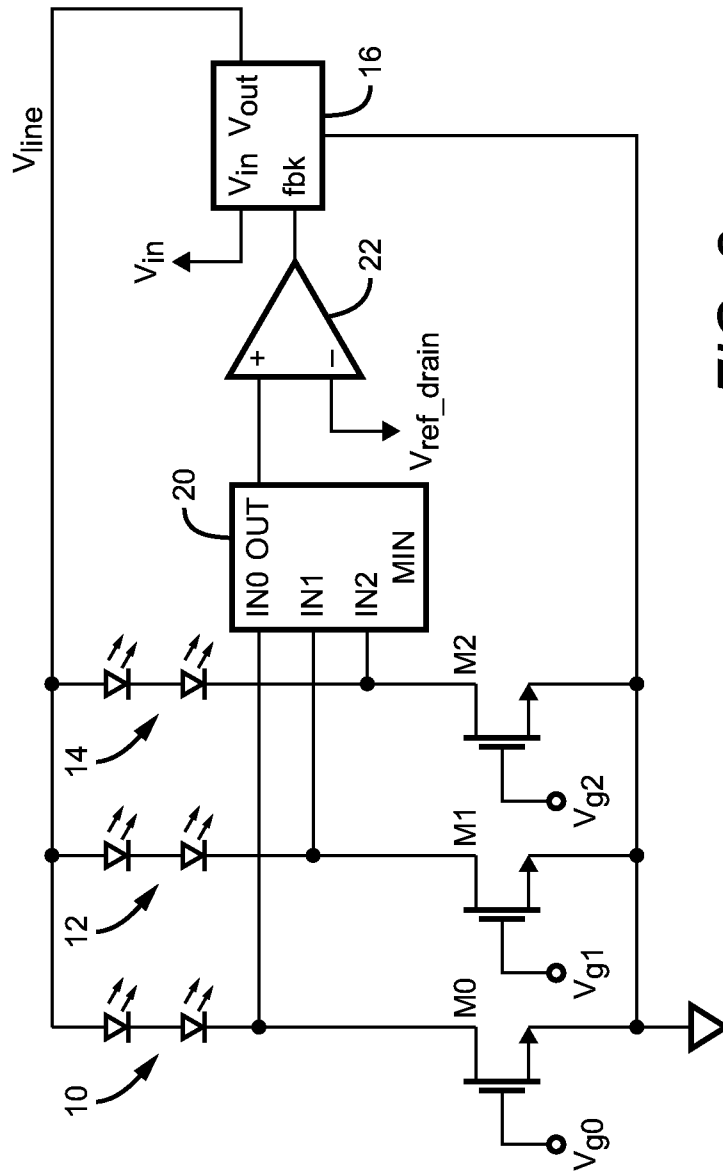 Vline
10
12
14
Vin
20
IN0 OUT
IN1
IN2
MIN
+
−
22
Vin Vout
fbk
16
Vref_drain
M0
M1
M2
Vg0
Vg1
Vg2
FIG.